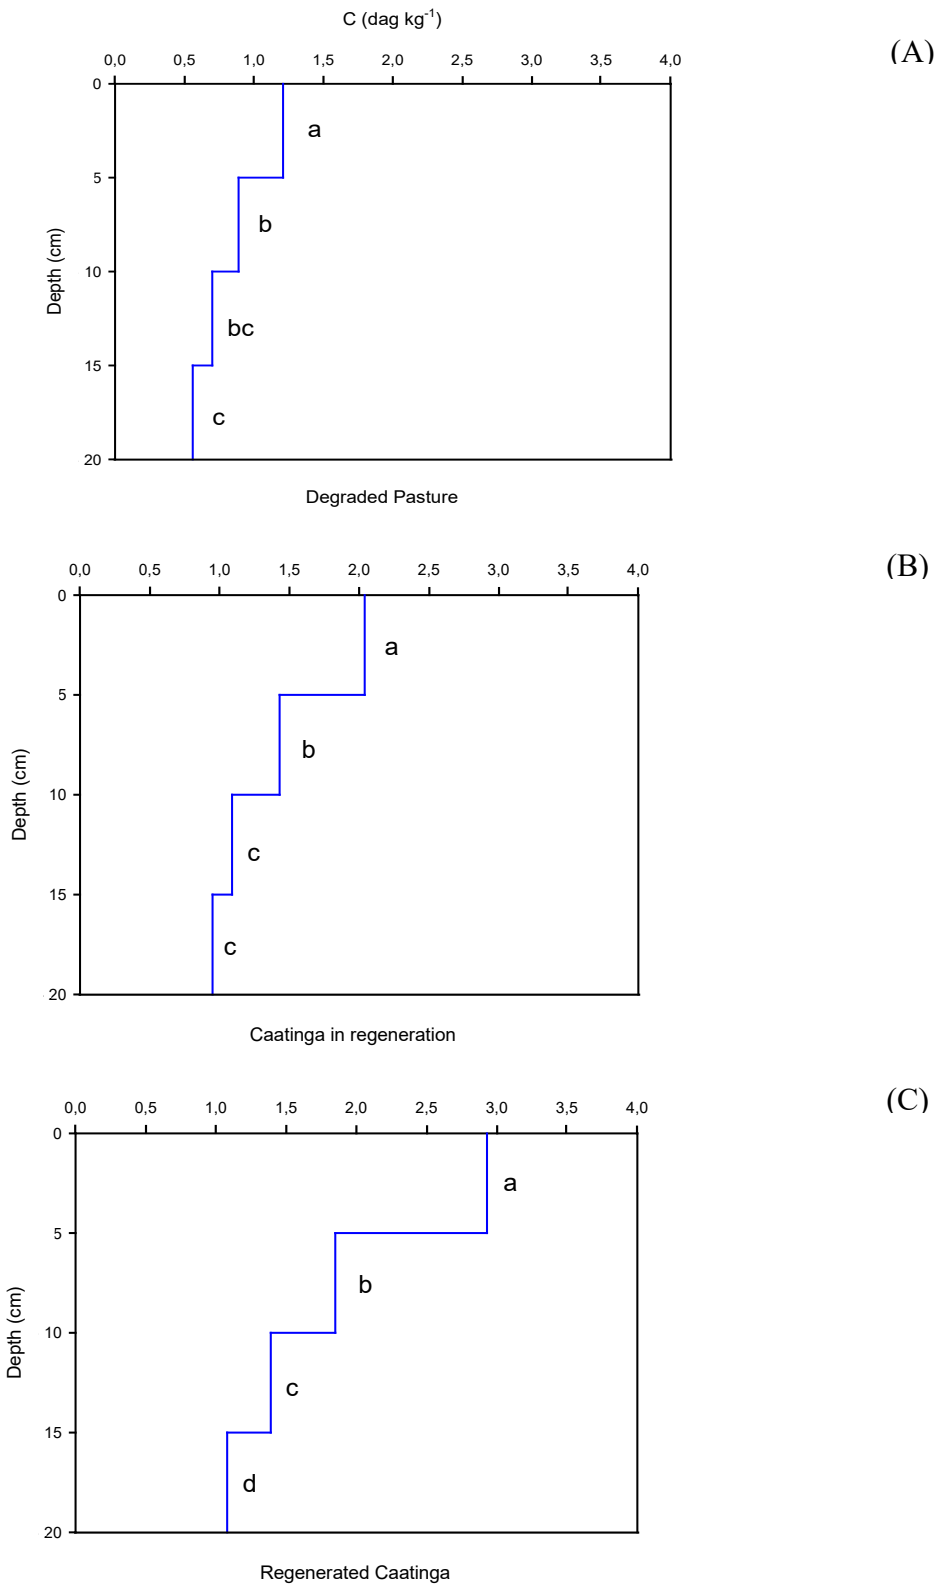 C (dag kg-1)
(A)
0,0 0,5 1,0 1,5 2,0 2,5 3,0 3,5 4,0
0
a
5
b
Depth (cm)
10
bc
15
c
20
Degraded Pasture
(B)
0,0 0,5 1,0 1,5 2,0 2,5 3,0 3,5 4,0
0
a
5
b
Depth (cm)
10
c
15
c
20
Caatinga in regeneration
(C)
0,0 0,5 1,0 1,5 2,0 2,5 3,0 3,5 4,0
0
a
5
b
Depth (cm)
10
c
15
d
20
Regenerated Caatinga